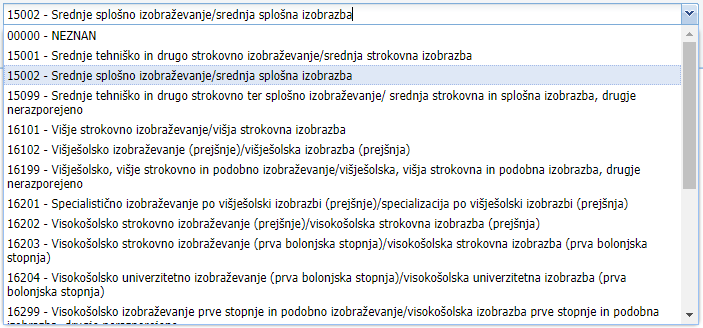 15002 - Srednje splošno izobraževanje/srednja splošna izobrazba
00000 - NEZNAN
15001 - Srednje tehniško in drugo strokovno izobraževanje/srednja strokovna izobrazba
15002 - Srednje splošno izobraževanje/srednja splošna izobrazba
15099 - Srednje tehniško in drugo strokovno ter splošno izobraževanje/ srednja strokovna in splošna izobrazba, drugje
nerazporejeno
16101 - Višje strokovno izobraževanje/višja strokovna izobrazba
16102 - Višješolsko izobraževanje (prejšnje)/višješolska izobrazba (prejšnja)
16199 - Višješolsko, višje strokovno in podobno izobraževanje/višješolska, višja strokovna in podobna izobrazba, drugje
nerazporejeno
16201 - Specialistično izobraževanje po višješolski izobrazbi (prejšnje)/specializacija po višješolski izobrazbi (prejšnja)
16202 - Visokošolsko strokovno izobraževanje (prejšnje)/visokošolska strokovna izobrazba (prejšnja)
16203 - Visokošolsko strokovno izobraževanje (prva bolonjska stopnja)/visokošolska strokovna izobrazba (prva bolonjska
stopnja)
16204 - Visokošolsko univerzitetno izobraževanje (prva bolonjska stopnja)/visokošolska univerzitetna izobrazba (prva
bolonjska stopnja)
16299 - Visokošolsko izobraževanje prve stopnje in podobno izobraževanje/visokošolska izobrazba prve stopnje in podobna
izobrazba, drugje nerazporejeno